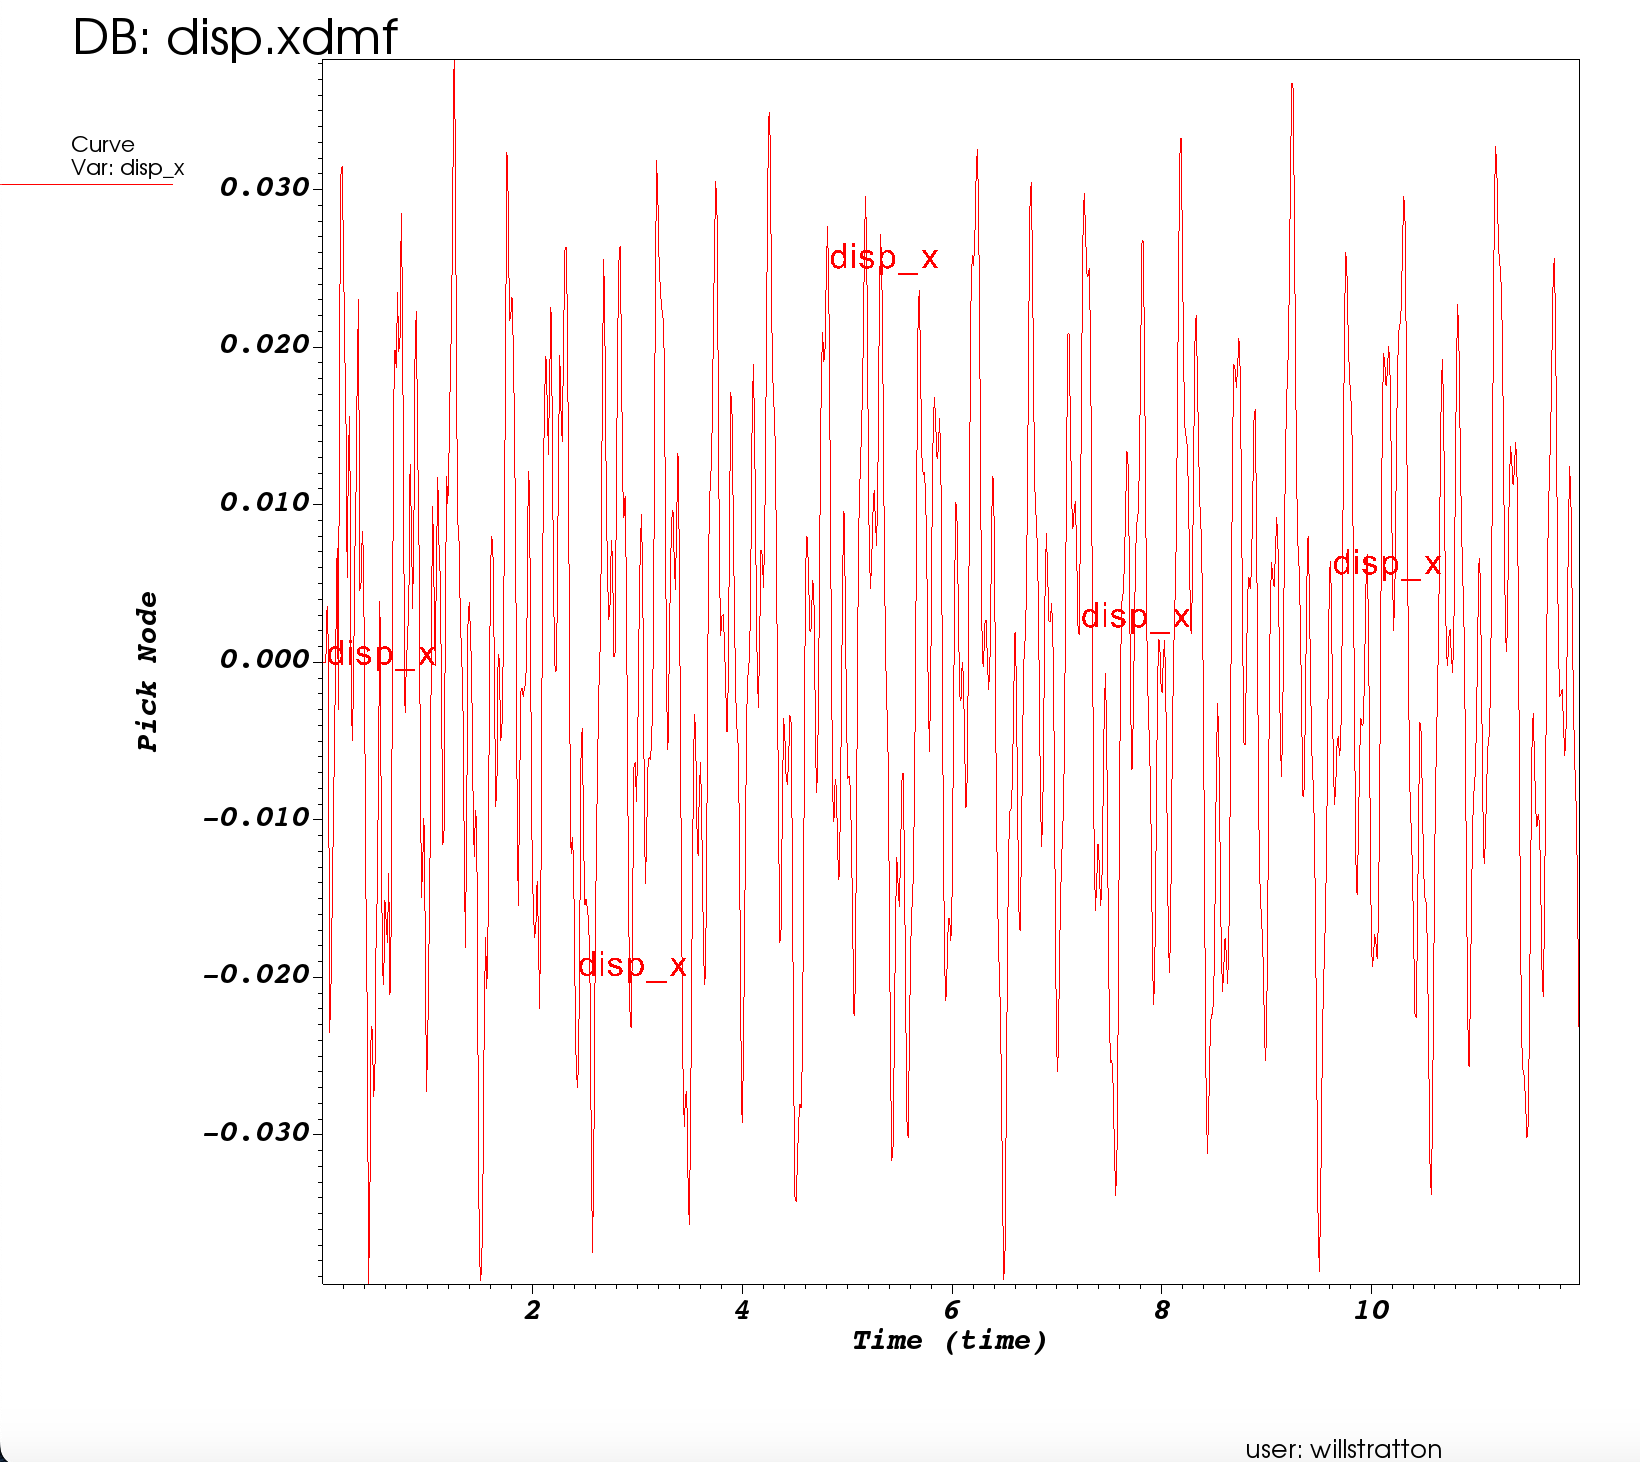 DB: disp.xdmf
Curve
Var: disp_x
0.030
0.020
0.010
0.000
-0.010
-0.020
-0.030
Pick Node
disp_x
disp_x
disp_x
disp_x
disp_x
2 4 6 8 10
Time (time)
user: willstratton